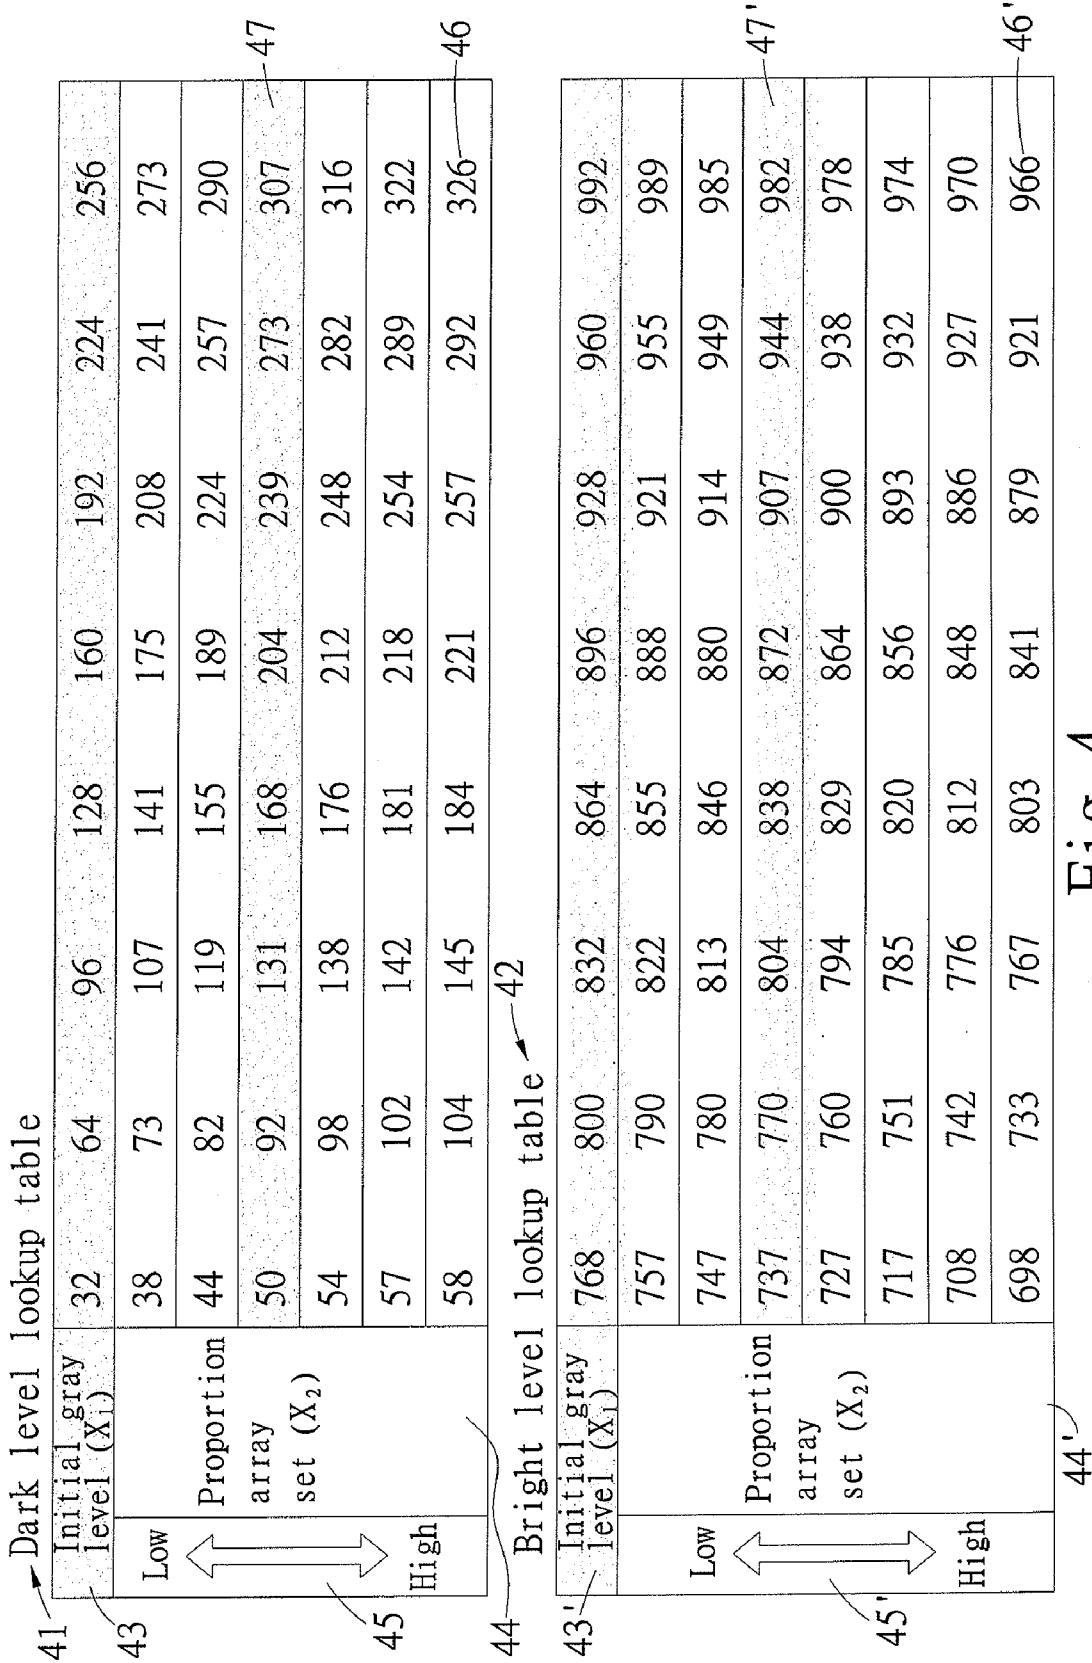 41 Dark level lookup table
43 Initial gray level (X1) 32 64 96 128 160 192 224 256
Low
45
High
Proportion
array
set (X2)
44
38 73 107 141 175 208 241 273
44 82 119 155 189 224 257 290
50 92 131 168 204 239 273 307 47
54 98 138 176 212 248 282 316
57 102 142 181 218 254 289 322
58 104 145 184 221 257 292 326 46
Bright level lookup table 42
43' Initial gray level (X1) 768 800 832 864 896 928 960 992
Low
45'
High
Proportion
array
set (X2)
44'
757 790 822 855 888 921 955 989
747 780 813 846 880 914 949 985
737 770 804 838 872 907 944 982 47'
727 760 794 829 864 900 938 978
717 751 785 820 856 893 932 974
708 742 776 812 848 886 927 970
698 733 767 803 841 879 921 966 46'
Fig. 4